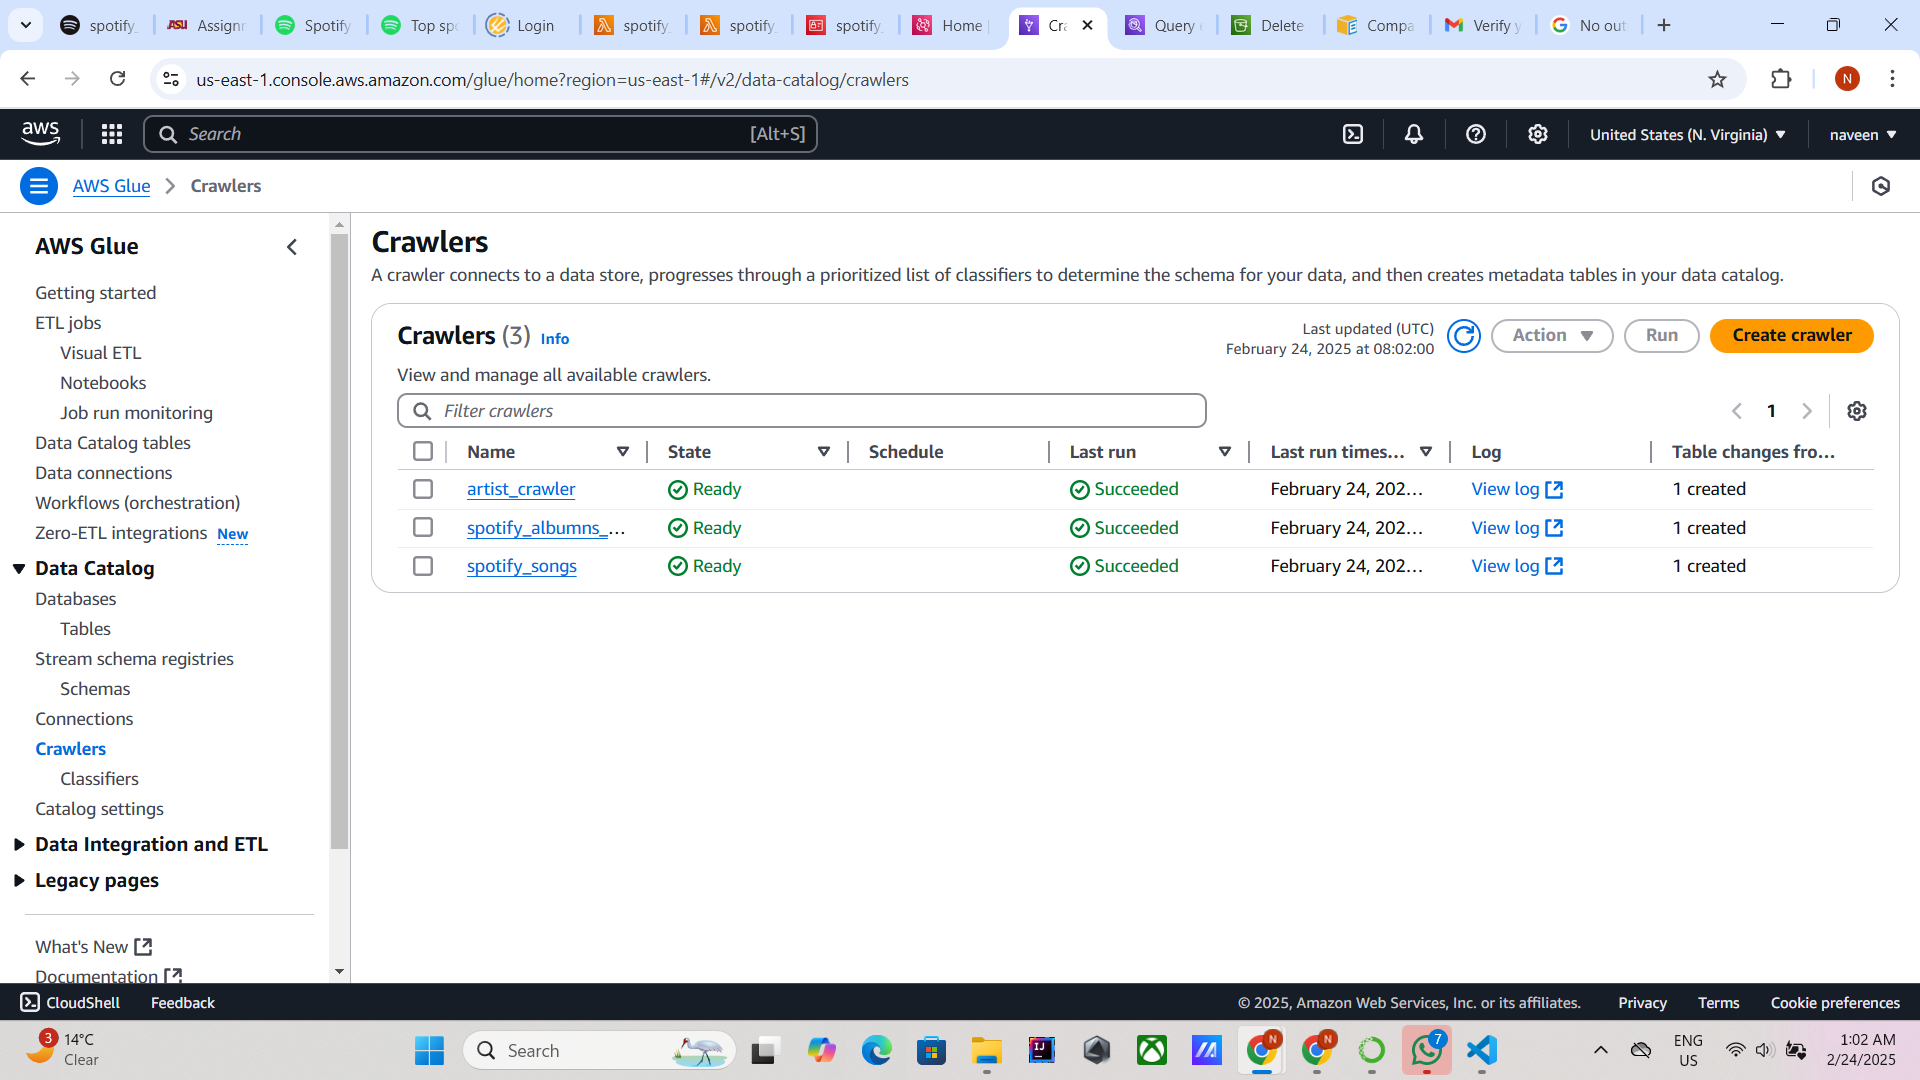 spotify_
Assignm
Spotify
Top spo
Login
spotify_
spotify_
spotify_
Home |
Cra
Query e
Delete
Compa
Verify y
No out
us-east-1.console.aws.amazon.com/glue/home?region=us-east-1#/v2/data-catalog/crawlers
N
aws
Search
[Alt+S]
United States (N. Virginia)
naveen
AWS Glue
Crawlers
AWS Glue
Getting started
ETL jobs
Visual ETL
Notebooks
Job run monitoring
Data Catalog tables
Data connections
Workflows (orchestration)
Zero-ETL integrations New
Data Catalog
Databases
Tables
Stream schema registries
Schemas
Connections
Crawlers
Classifiers
Catalog settings
Data Integration and ETL
Legacy pages
What's New
Documentation
Crawlers
A crawler connects to a data store, progresses through a prioritized list of classifiers to determine the schema for your data, and then creates metadata tables in your data catalog.
Crawlers (3) Info
Last updated (UTC)
February 24, 2025 at 08:02:00
Action
Run
Create crawler
View and manage all available crawlers.
Filter crawlers
1
Name State Schedule Last run Last run times... Log Table changes fro...
artist_crawler Ready Succeeded February 24, 202... View log 1 created
spotify_albumns_... Ready Succeeded February 24, 202... View log 1 created
spotify_songs Ready Succeeded February 24, 202... View log 1 created
CloudShell
Feedback
© 2025, Amazon Web Services, Inc. or its affiliates.
Privacy
Terms
Cookie preferences
3
14°C
Clear
Search
IJ
N
N
7
ENG
US
1:02 AM
2/24/2025